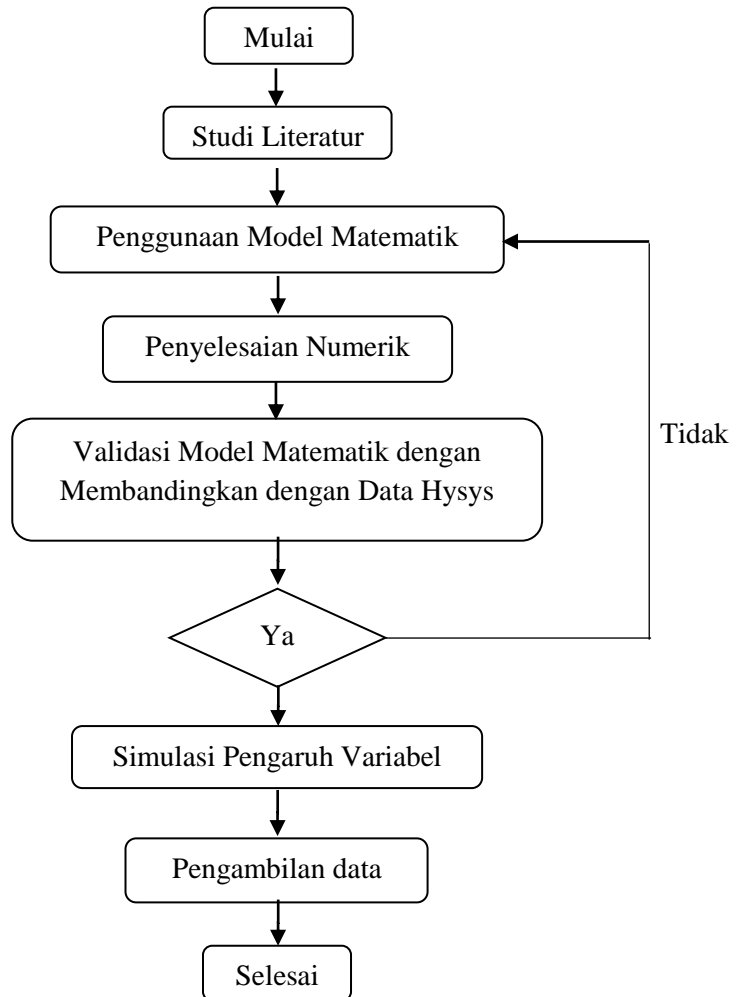 Mulai
Studi Literatur
Penggunaan Model Matematik
Penyelesaian Numerik
Validasi Model Matematik dengan
Membandingkan dengan Data Hysys
Tidak
Ya
Simulasi Pengaruh Variabel
Pengambilan data
Selesai